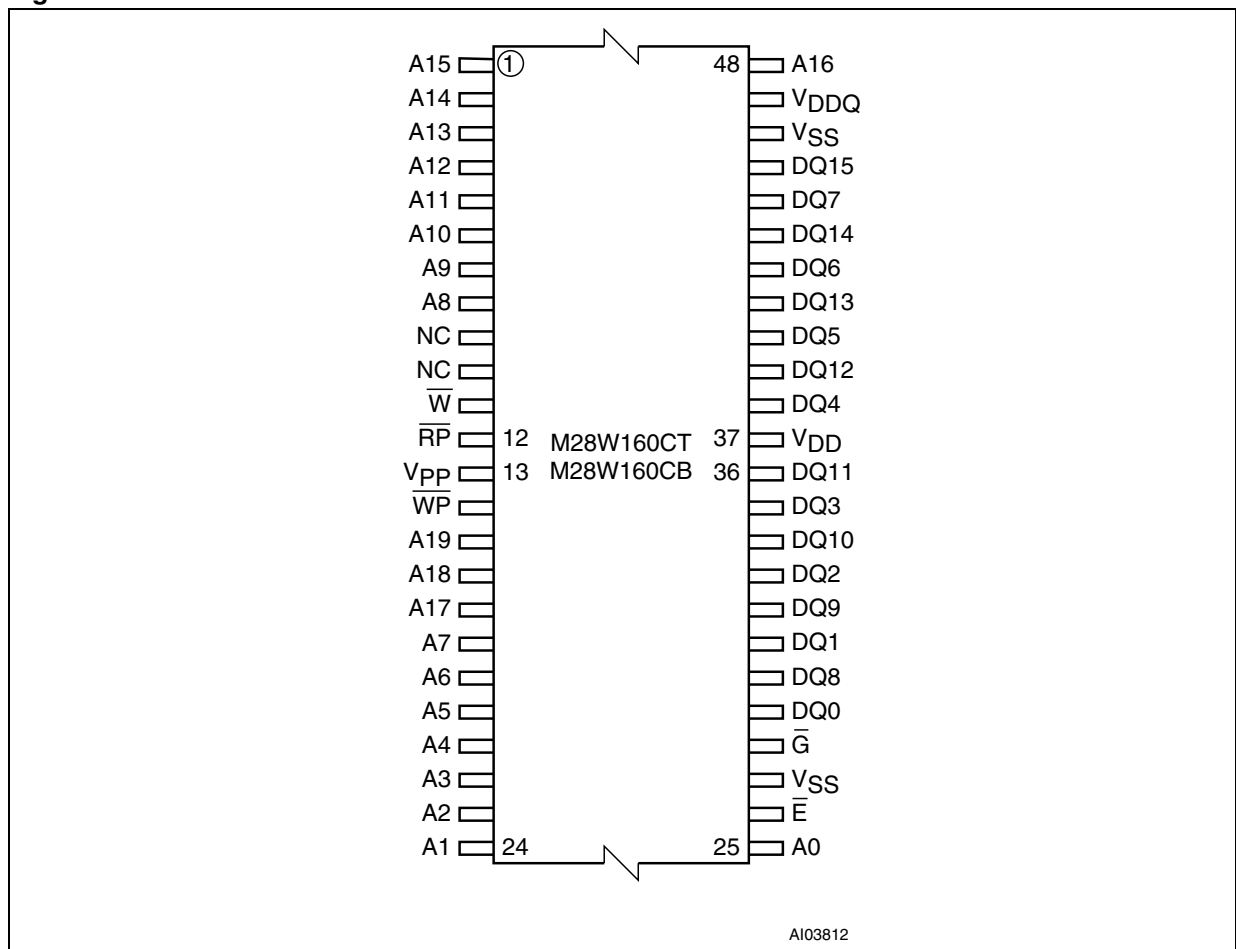 A15 ① 48 A16
A14 VDDQ
A13 VSS
A12 DQ15
A11 DQ7
A10 DQ14
A9 DQ6
A8 DQ13
NC DQ5
NC DQ12
W̅ DQ4
R̅P̅ 12 M28W160CT 37 VDD
VPP 13 M28W160CB 36 DQ11
W̅P̅ DQ3
A19 DQ10
A18 DQ2
A17 DQ9
A7 DQ1
A6 DQ8
A5 DQ0
A4 G̅
A3 VSS
A2 E̅
A1 24 25 A0
AI03812